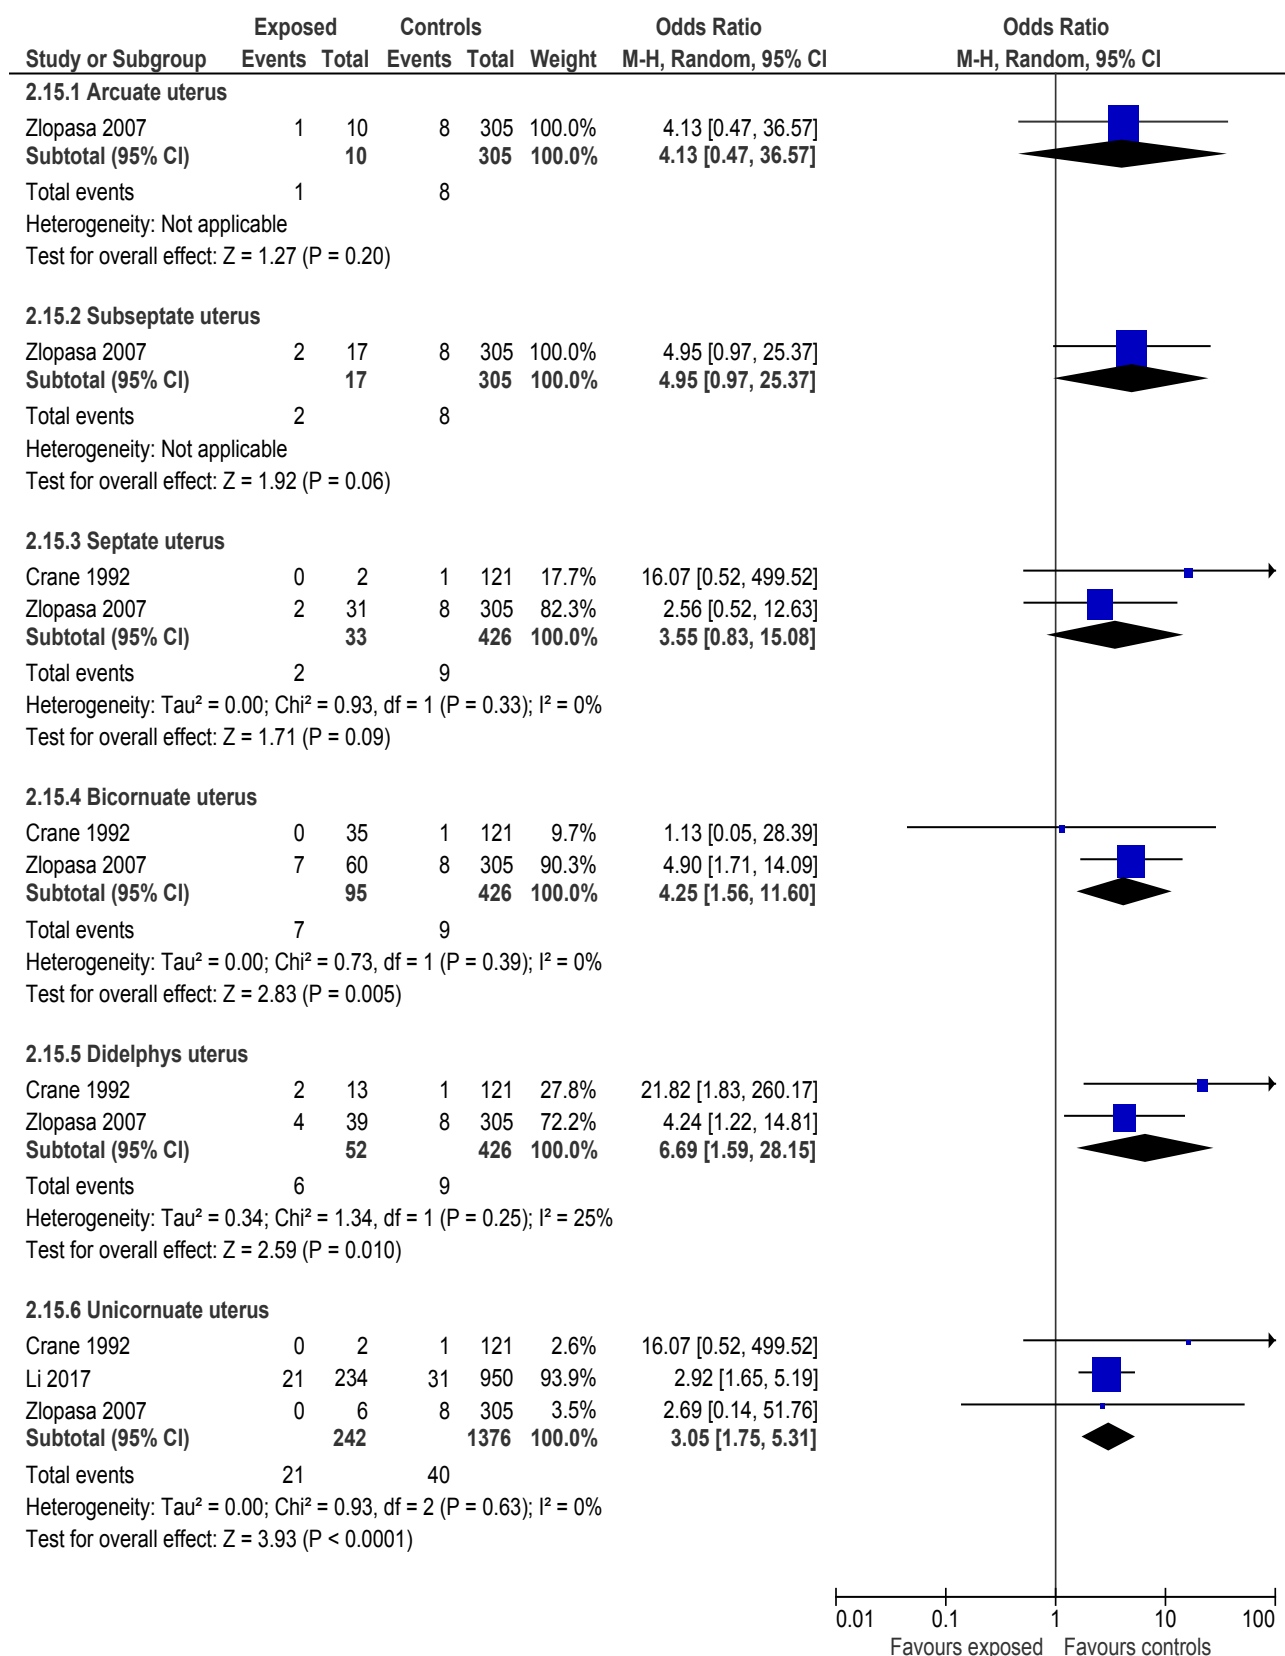 Exposed Controls Odds Ratio Odds Ratio
Study or Subgroup Events Total Events Total Weight M-H, Random, 95% CI M-H, Random, 95% CI
2.15.1 Arcuate uterus
Zlopasa 2007 1 10 8 305 100.0% 4.13 [0.47, 36.57]
Subtotal (95% CI) 10 305 100.0% 4.13 [0.47, 36.57]
Total events 1 8
Heterogeneity: Not applicable
Test for overall effect: Z = 1.27 (P = 0.20)
2.15.2 Subseptate uterus
Zlopasa 2007 2 17 8 305 100.0% 4.95 [0.97, 25.37]
Subtotal (95% CI) 17 305 100.0% 4.95 [0.97, 25.37]
Total events 2 8
Heterogeneity: Not applicable
Test for overall effect: Z = 1.92 (P = 0.06)
2.15.3 Septate uterus
Crane 1992 0 2 1 121 17.7% 16.07 [0.52, 499.52]
Zlopasa 2007 2 31 8 305 82.3% 2.56 [0.52, 12.63]
Subtotal (95% CI) 33 426 100.0% 3.55 [0.83, 15.08]
Total events 2 9
Heterogeneity: Tau² = 0.00; Chi² = 0.93, df = 1 (P = 0.33); I² = 0%
Test for overall effect: Z = 1.71 (P = 0.09)
2.15.4 Bicornuate uterus
Crane 1992 0 35 1 121 9.7% 1.13 [0.05, 28.39]
Zlopasa 2007 7 60 8 305 90.3% 4.90 [1.71, 14.09]
Subtotal (95% CI) 95 426 100.0% 4.25 [1.56, 11.60]
Total events 7 9
Heterogeneity: Tau² = 0.00; Chi² = 0.73, df = 1 (P = 0.39); I² = 0%
Test for overall effect: Z = 2.83 (P = 0.005)
2.15.5 Didelphys uterus
Crane 1992 2 13 1 121 27.8% 21.82 [1.83, 260.17]
Zlopasa 2007 4 39 8 305 72.2% 4.24 [1.22, 14.81]
Subtotal (95% CI) 52 426 100.0% 6.69 [1.59, 28.15]
Total events 6 9
Heterogeneity: Tau² = 0.34; Chi² = 1.34, df = 1 (P = 0.25); I² = 25%
Test for overall effect: Z = 2.59 (P = 0.010)
2.15.6 Unicornuate uterus
Crane 1992 0 2 1 121 2.6% 16.07 [0.52, 499.52]
Li 2017 21 234 31 950 93.9% 2.92 [1.65, 5.19]
Zlopasa 2007 0 6 8 305 3.5% 2.69 [0.14, 51.76]
Subtotal (95% CI) 242 1376 100.0% 3.05 [1.75, 5.31]
Total events 21 40
Heterogeneity: Tau² = 0.00; Chi² = 0.93, df = 2 (P = 0.63); I² = 0%
Test for overall effect: Z = 3.93 (P < 0.0001)
0.01 0.1 1 10 100
Favours exposed Favours controls